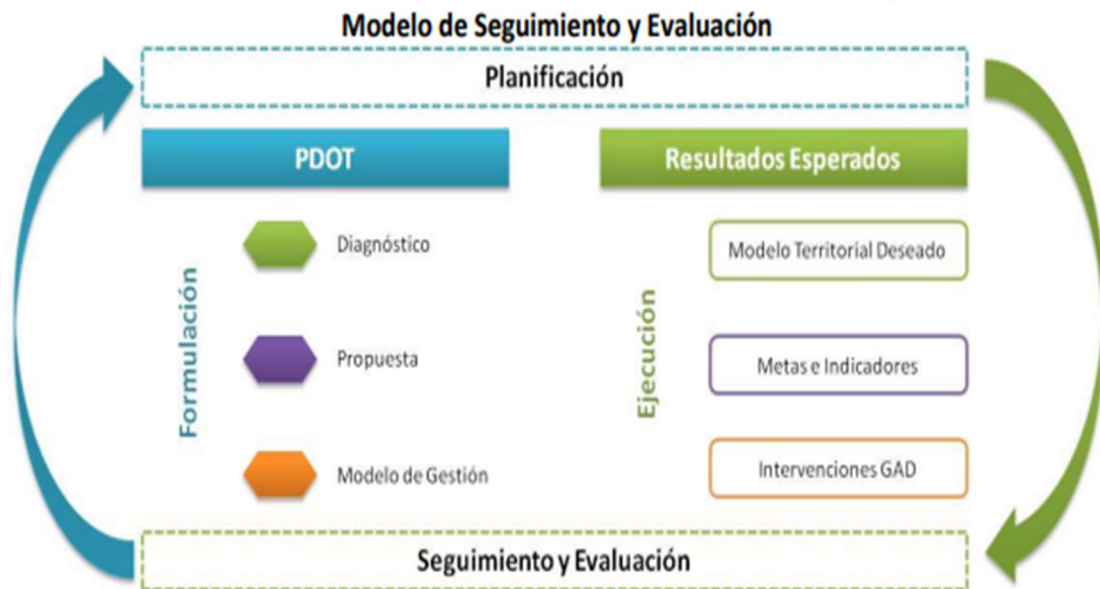 Modelo de Seguimiento y Evaluación
Planificación
PDOT
Resultados Esperados
Formulación
Diagnóstico
Propuesta
Modelo de Gestión
Ejecución
Modelo Territorial Deseado
Metas e Indicadores
Intervenciones GAD
Seguimiento y Evaluación